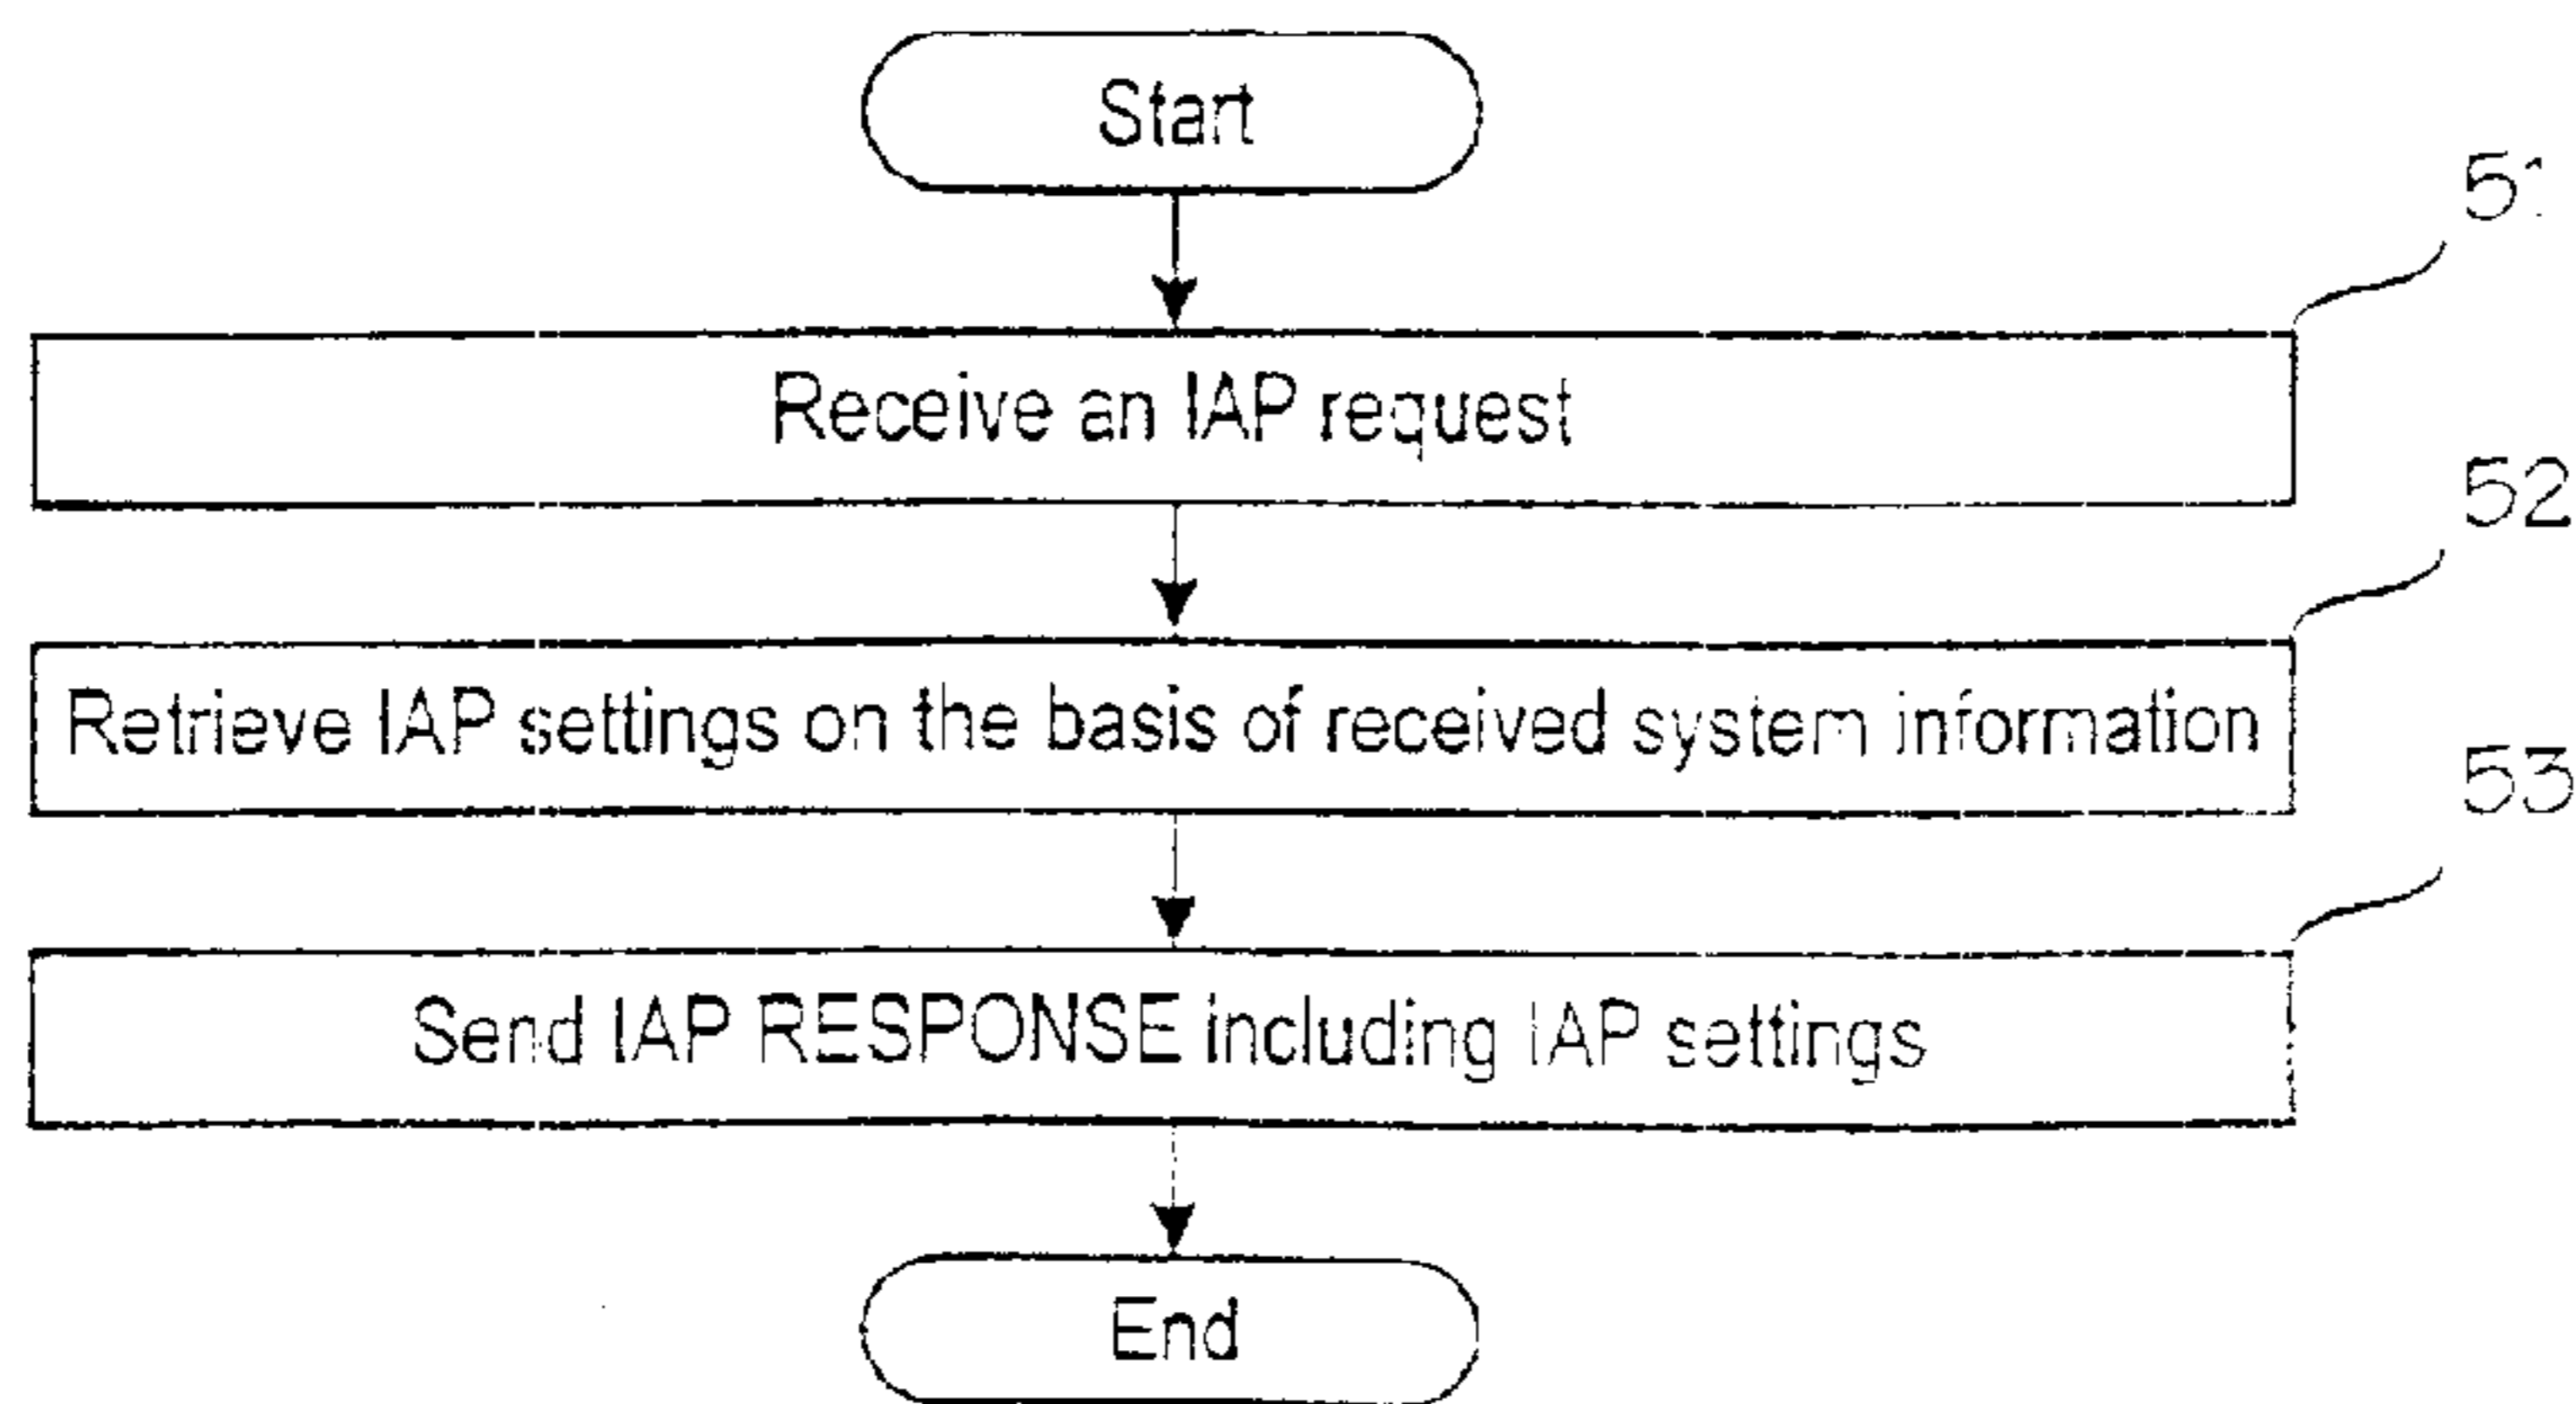 Start
51
Receive an IAP request
52
Retrieve IAP settings on the basis of received system information
53
Send IAP RESPONSE including IAP settings
End